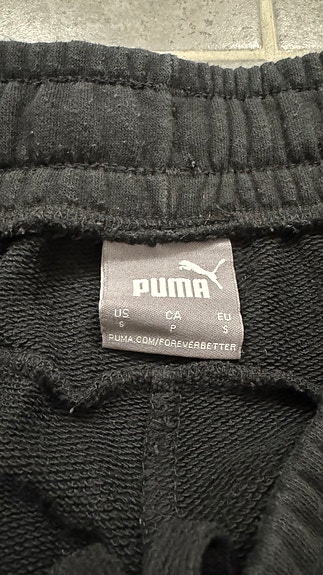 PUMA
US CA EU
S P S
PUMA.COM/FOREVERBETTER